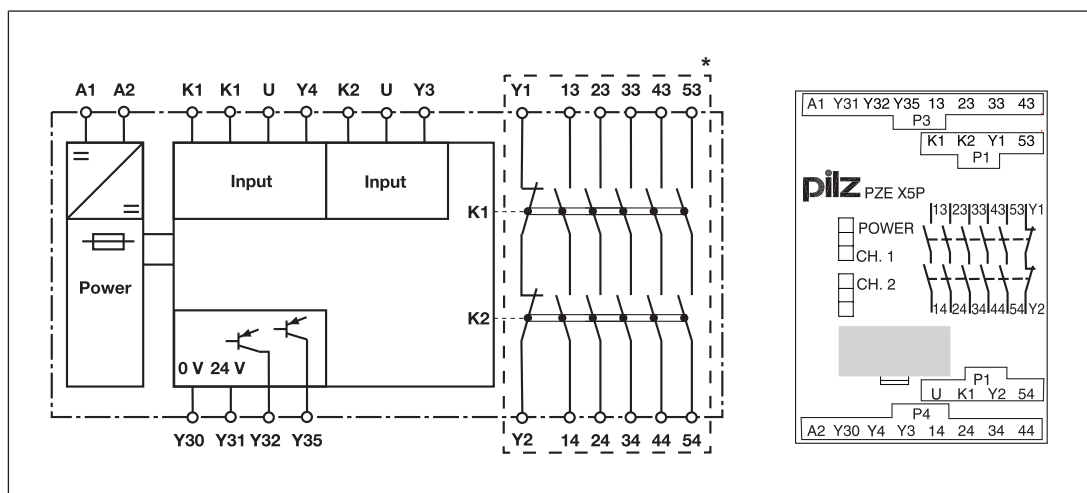 *
A1 A2 K1 K1 U Y4 K2 U Y3 Y1 13 23 33 43 53
Input Input
K1
Power
K2
0 V 24 V
Y30 Y31 Y32 Y35 Y2 14 24 34 44 54
A1 Y31 Y32 Y35 13 23 33 43
P3
K1 K2 Y1 53
P1
pilz PZE X5P
13 23 33 43 53 Y1
POWER
CH. 1
CH. 2
14 24 34 44 54 Y2
P1
U K1 Y2 54
P4
A2 Y30 Y4 Y3 14 24 34 44